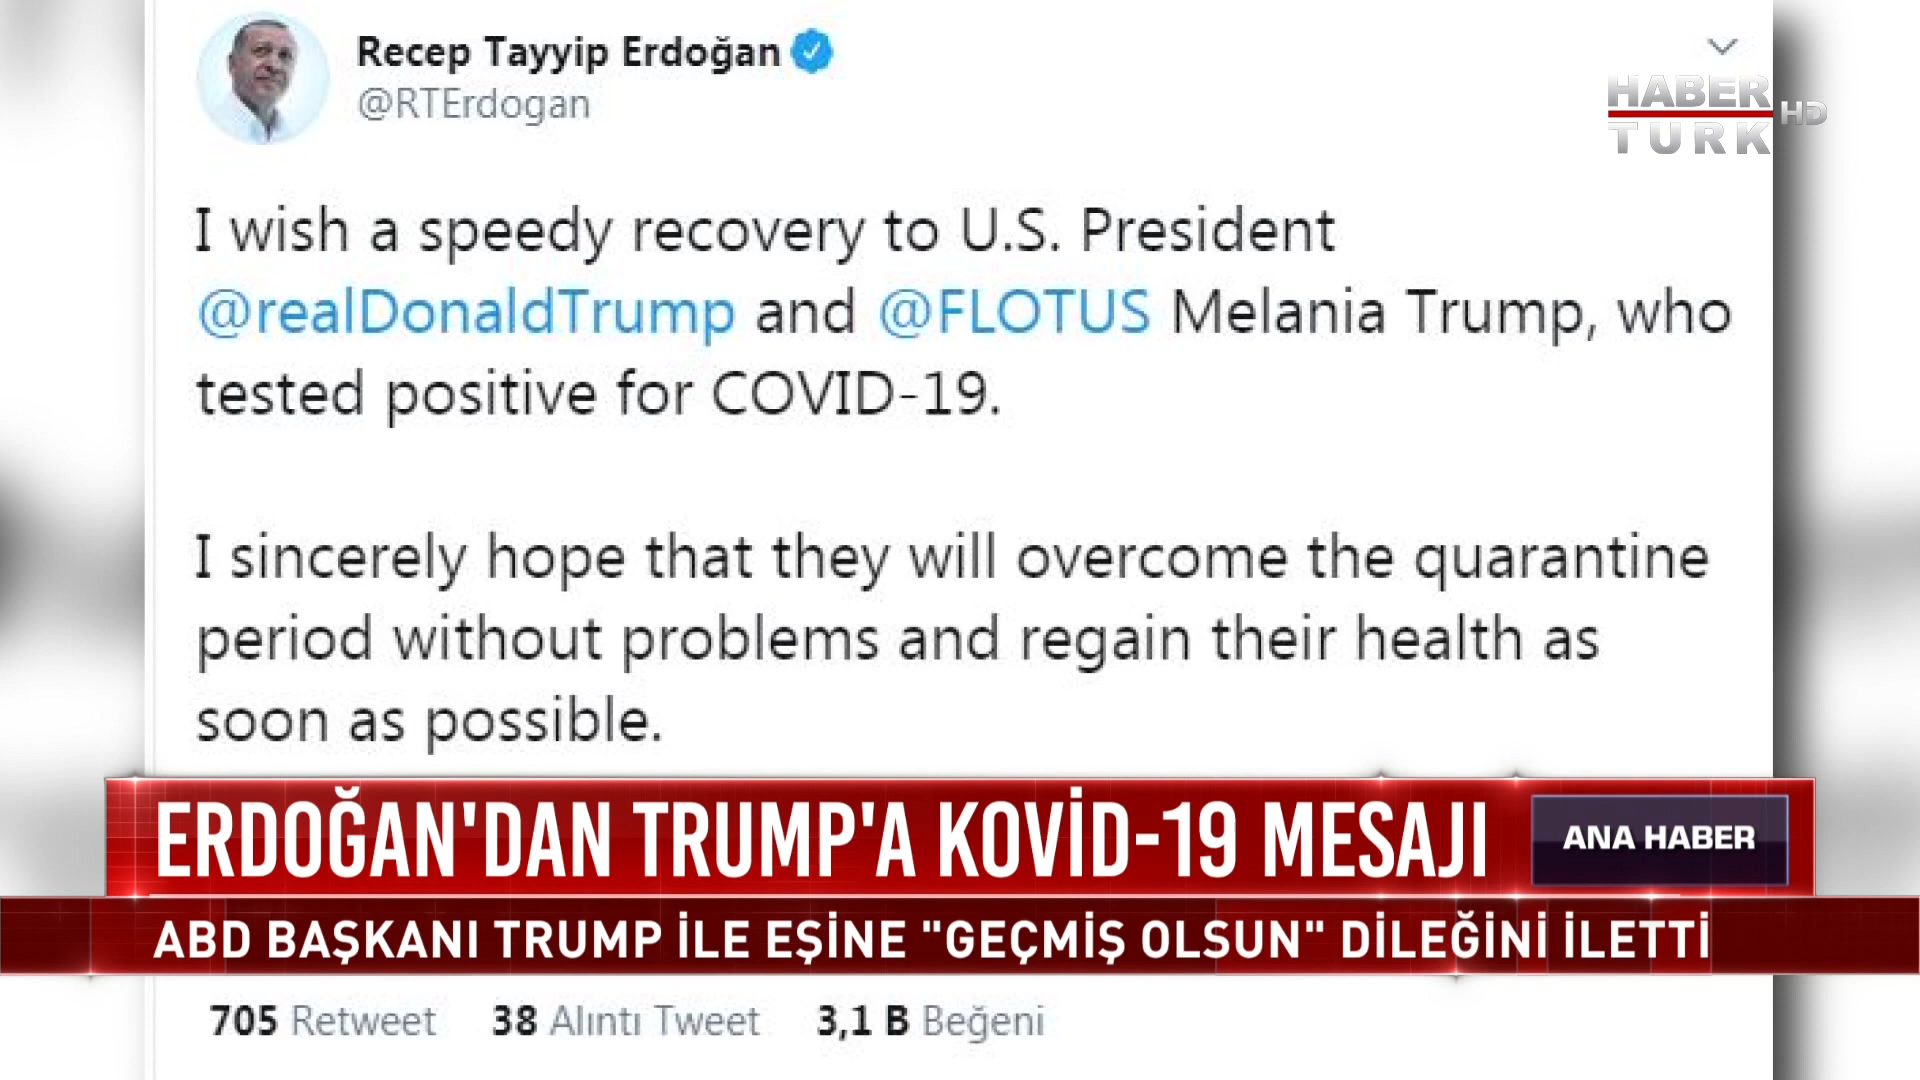 Recep Tayyip Erdoğan
@RTErdogan
HABER
TURK HD
I wish a speedy recovery to U.S. President
@realDonaldTrump and @FLOTUS Melania Trump, who
tested positive for COVID-19.
I sincerely hope that they will overcome the quarantine
period without problems and regain their health as
soon as possible.
ERDOĞAN'DAN TRUMP'A KOVİD-19 MESAJI
ANA HABER
ABD BAŞKANI TRUMP İLE EŞİNE "GEÇMİŞ OLSUN" DİLEĞİNİ İLETTİ
705 Retweet 38 Alıntı Tweet 3,1 B Beğeni